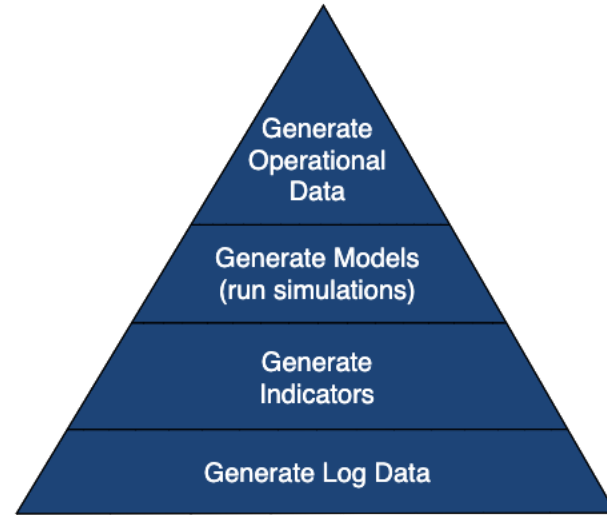 Generate
Operational
Data
Generate Models
(run simulations)
Generate
Indicators
Generate Log Data